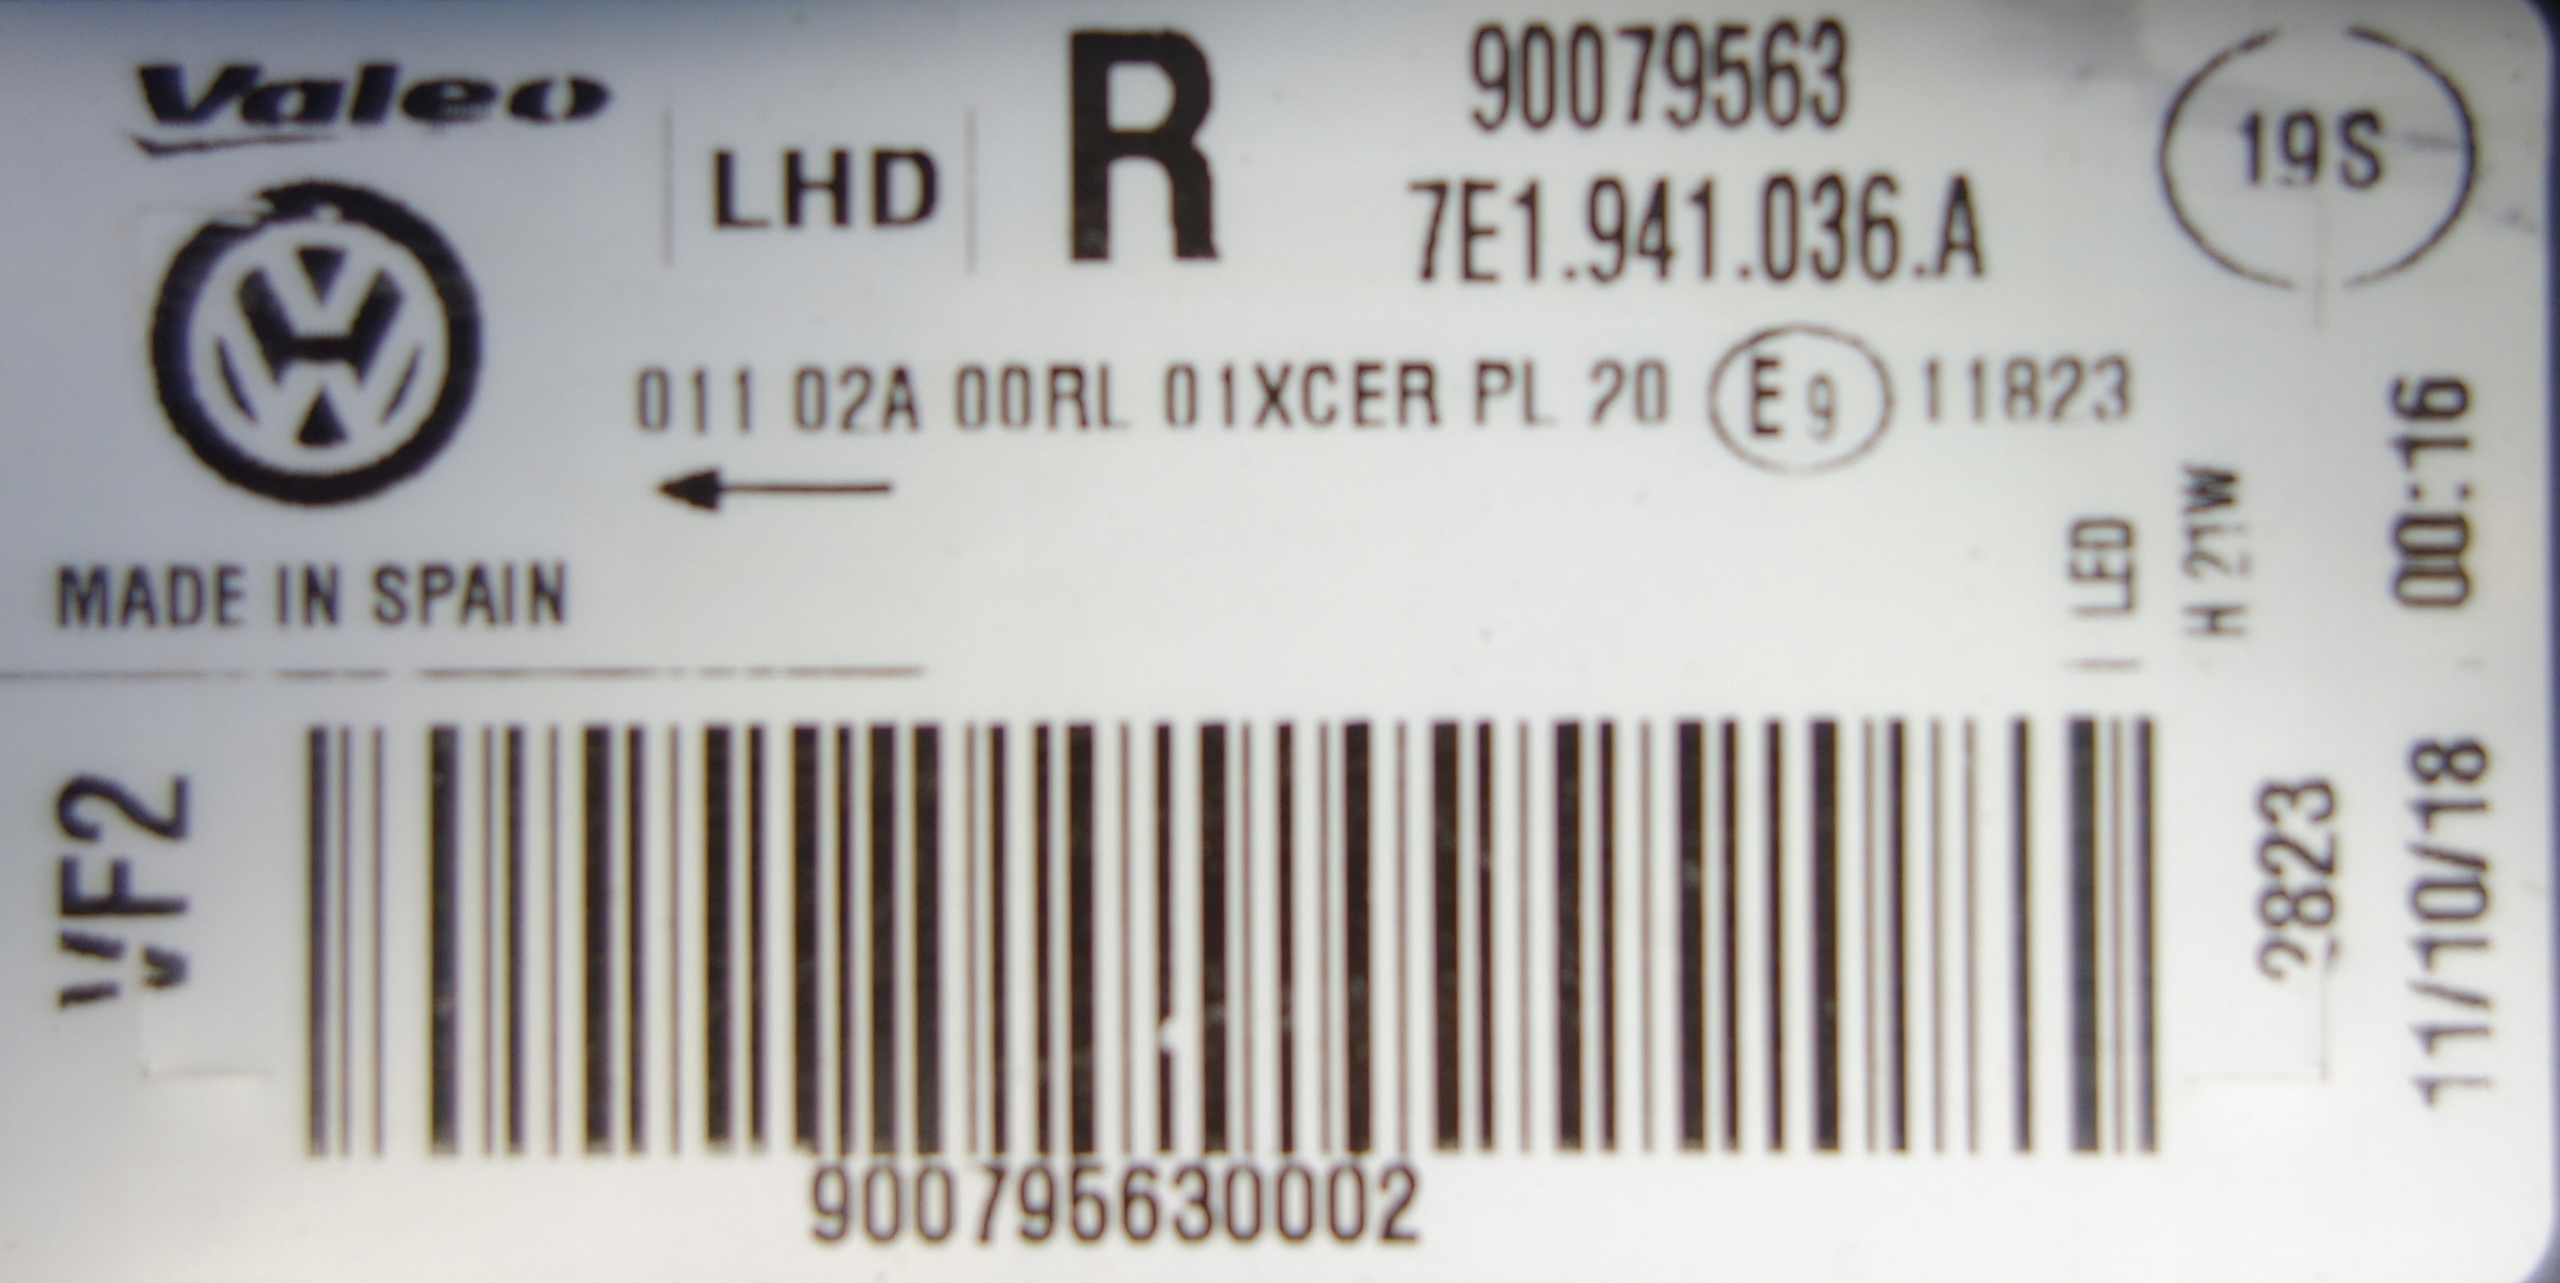 Valeo
LHD
R
90079563
7E1.941.036.A
19S
011 02A 00RL 01XCER PL 20 E9 11823
MADE IN SPAIN
LED
H 21W
00:16
VF2
2823
11/10/18
900795630002